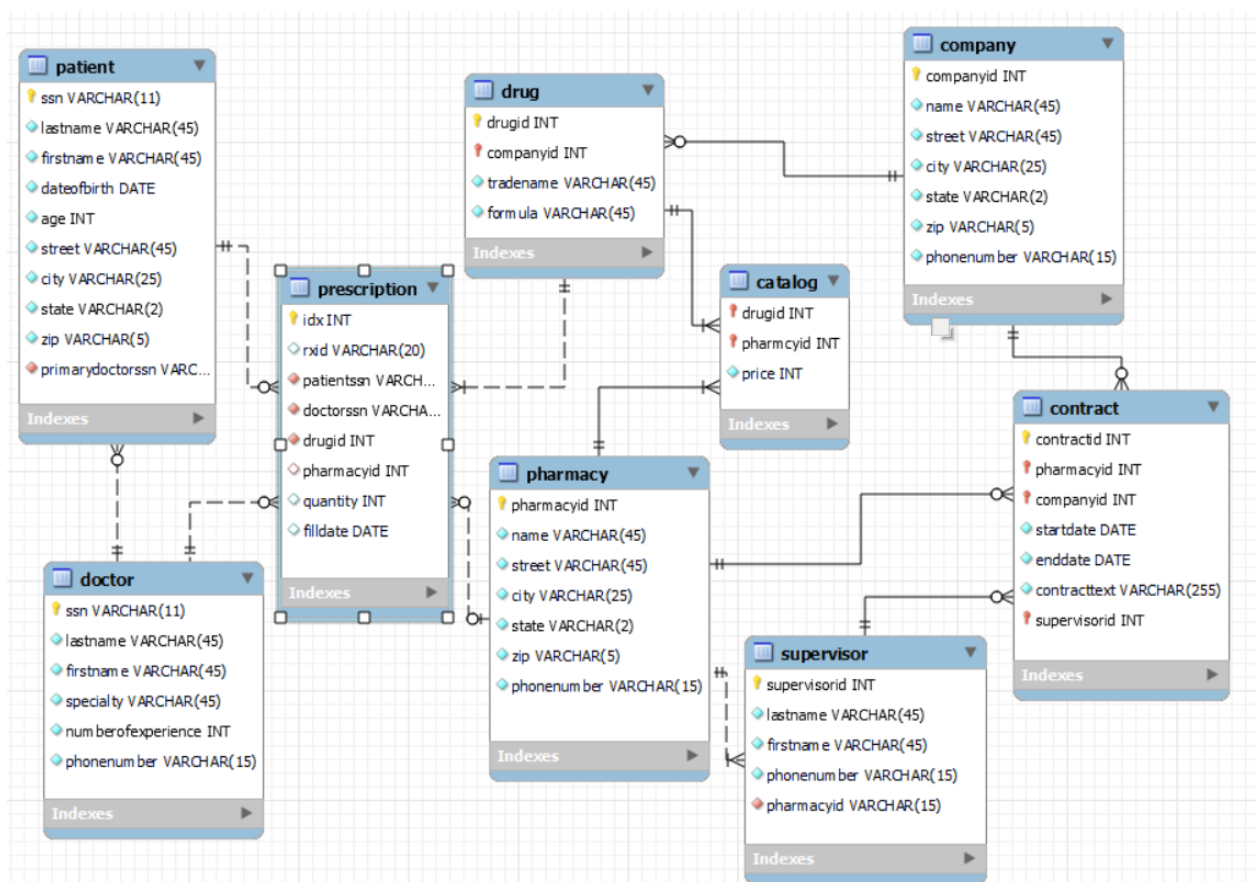 patient
ssn VARCHAR(11)
lastname VARCHAR(45)
firstname VARCHAR(45)
dateofbirth DATE
age INT
street VARCHAR(45)
city VARCHAR(25)
state VARCHAR(2)
zip VARCHAR(5)
primarydoctorssn VARC...
Indexes
drug
drugid INT
companyid INT
tradename VARCHAR(45)
formula VARCHAR(45)
Indexes
company
companyid INT
name VARCHAR(45)
street VARCHAR(45)
city VARCHAR(25)
state VARCHAR(2)
zip VARCHAR(5)
phonenumber VARCHAR(15)
Indexes
prescription
idx INT
rxid VARCHAR(20)
patientssn VARCH...
doctorssn VARCHA...
drugid INT
pharmacyid INT
quantity INT
filldate DATE
Indexes
catalog
drugid INT
pharmcyid INT
price INT
Indexes
contract
contractid INT
pharmacyid INT
companyid INT
startdate DATE
enddate DATE
contracttext VARCHAR(255)
supervisorid INT
Indexes
pharmacy
pharmacyid INT
name VARCHAR(45)
street VARCHAR(45)
city VARCHAR(25)
state VARCHAR(2)
zip VARCHAR(5)
phonenumber VARCHAR(15)
Indexes
doctor
ssn VARCHAR(11)
lastname VARCHAR(45)
firstname VARCHAR(45)
specialty VARCHAR(45)
numberofexperience INT
phonenumber VARCHAR(15)
Indexes
supervisor
supervisorid INT
lastname VARCHAR(45)
firstname VARCHAR(45)
phonenumber VARCHAR(15)
pharmacyid VARCHAR(15)
Indexes